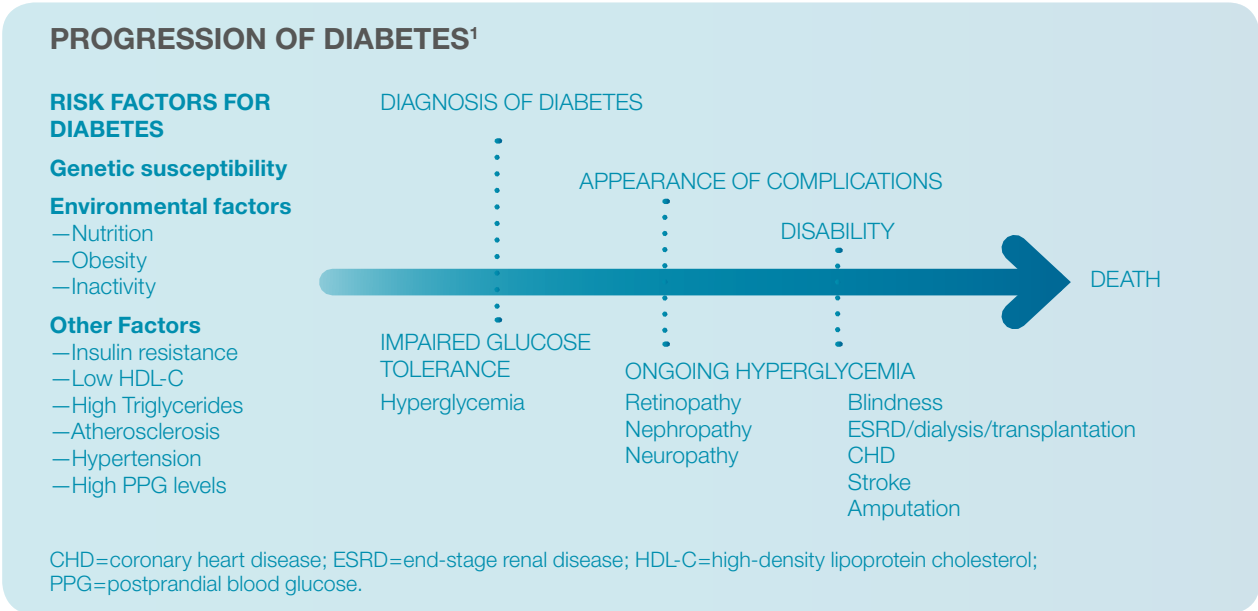 PROGRESSION OF DIABETES¹
RISK FACTORS FOR
DIABETES
Genetic susceptibility
Environmental factors
—Nutrition
—Obesity
—Inactivity
Other Factors
—Insulin resistance
—Low HDL-C
—High Triglycerides
—Atherosclerosis
—Hypertension
—High PPG levels
DIAGNOSIS OF DIABETES
APPEARANCE OF COMPLICATIONS
DISABILITY
DEATH
IMPAIRED GLUCOSE
TOLERANCE
Hyperglycemia
ONGOING HYPERGLYCEMIA
Retinopathy
Nephropathy
Neuropathy
Blindness
ESRD/dialysis/transplantation
CHD
Stroke
Amputation
CHD=coronary heart disease; ESRD=end-stage renal disease; HDL-C=high-density lipoprotein cholesterol;
PPG=postprandial blood glucose.